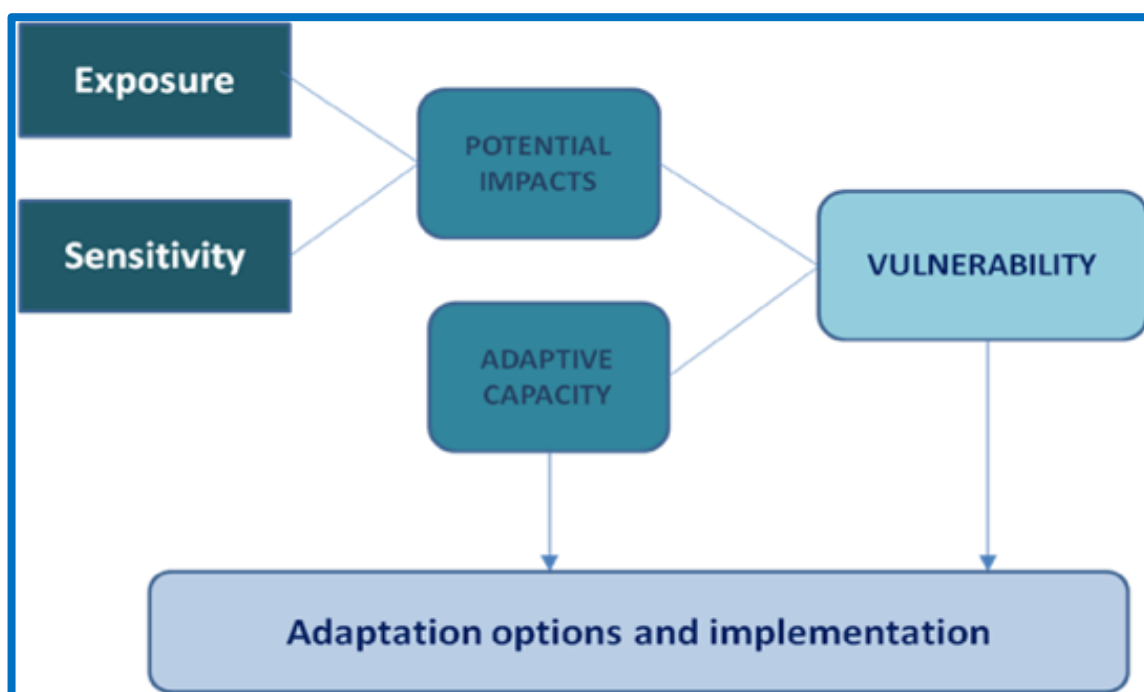 Exposure
POTENTIAL
IMPACTS
Sensitivity
VULNERABILITY
ADAPTIVE
CAPACITY
Adaptation options and implementation